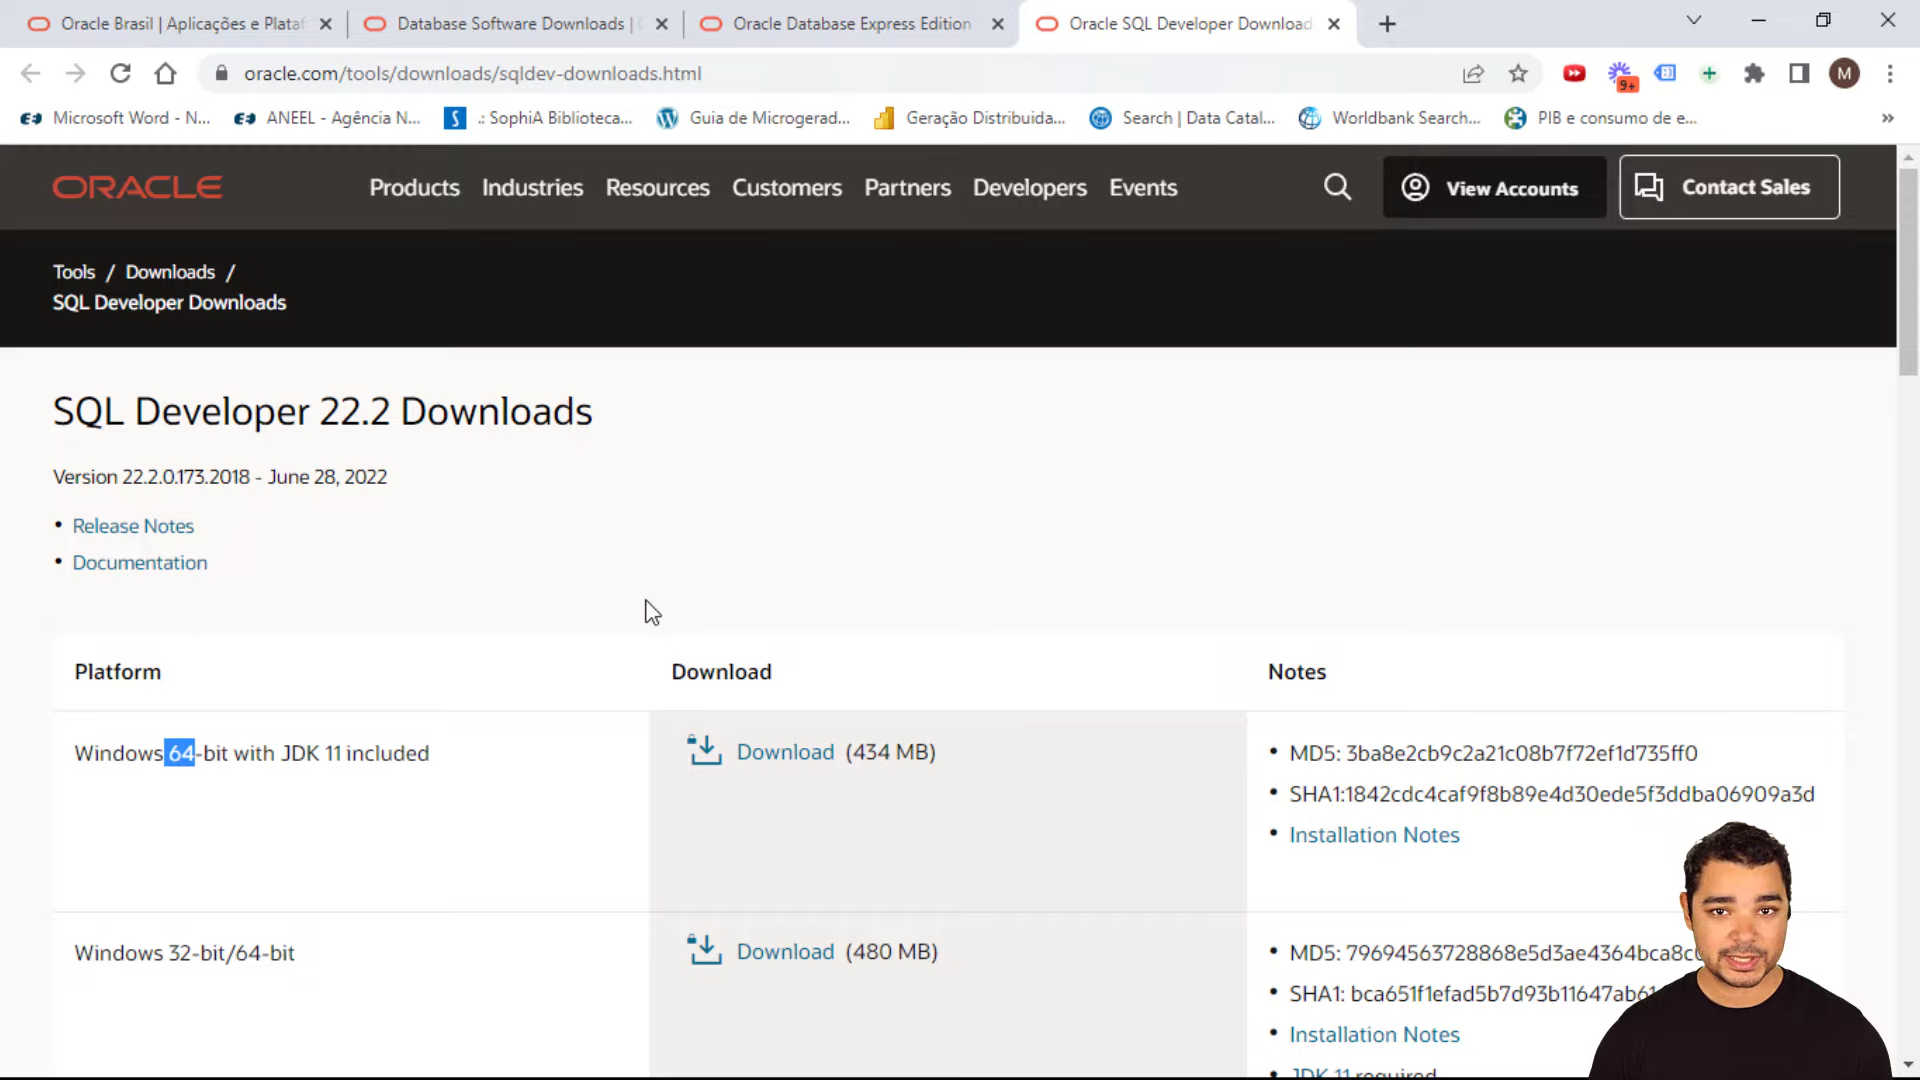 Oracle Brasil | Aplicações e Plataf
Database Software Downloads |
Oracle Database Express Edition
Oracle SQL Developer Download
oracle.com/tools/downloads/sqldev-downloads.html
9+
M
Microsoft Word - N...
ANEEL - Agência N...
S
.: SophiA Biblioteca...
Guia de Microgerad...
Geração Distribuida...
Search | Data Catal...
Worldbank Search...
PIB e consumo de e...
»
ORACLE
Products
Industries
Resources
Customers
Partners
Developers
Events
View Accounts
Contact Sales
Tools / Downloads /
SQL Developer Downloads
SQL Developer 22.2 Downloads
Version 22.2.0.173.2018 - June 28, 2022
• Release Notes
• Documentation
Platform
Download
Notes
Windows 64-bit with JDK 11 included
Download (434 MB)
• MD5: 3ba8e2cb9c2a21c08b7f72ef1d735ff0
• SHA1:1842cdc4caf9f8b89e4d30ede5f3ddba06909a3d
• Installation Notes
Windows 32-bit/64-bit
Download (480 MB)
• MD5: 79694563728868e5d3ae4364bca8c
• SHA1: bca651f1efad5b7d93b11647ab6
• Installation Notes
• JDK 11 required